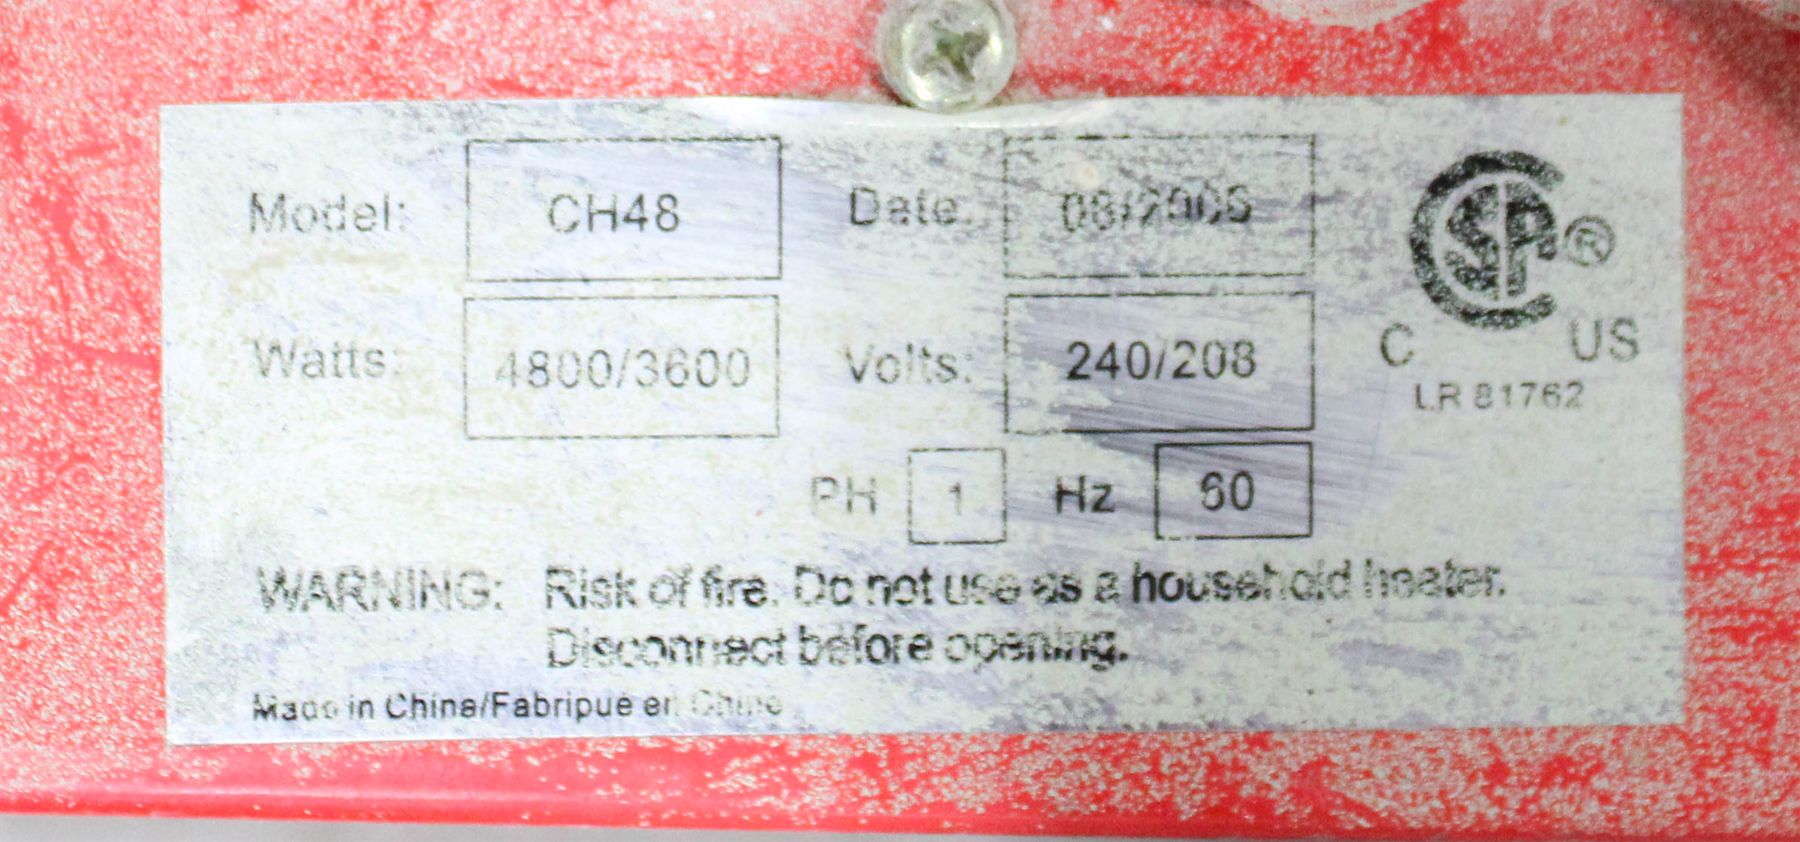 Model: CH48 Date:
SA ®
Watts: 4800/3600 Volts: 240/208
C US
LR 81762
PH 1 Hz 60
WARNING: Risk of fire. Do not use as a household heater.
Disconnect before opening.
Made in China/Fabripue en Chine